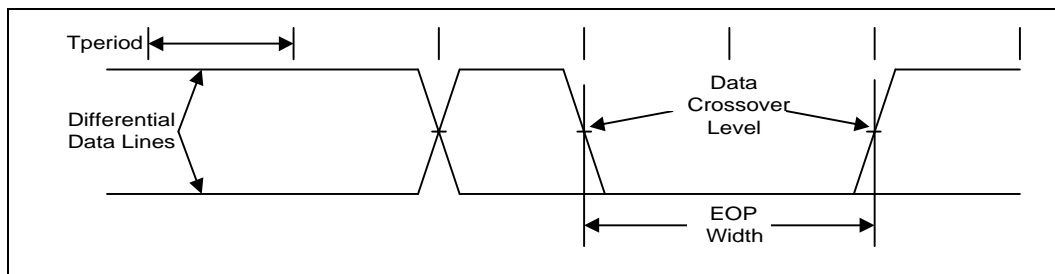 Tperiod
Differential
Data Lines
Data
Crossover
Level
EOP
Width